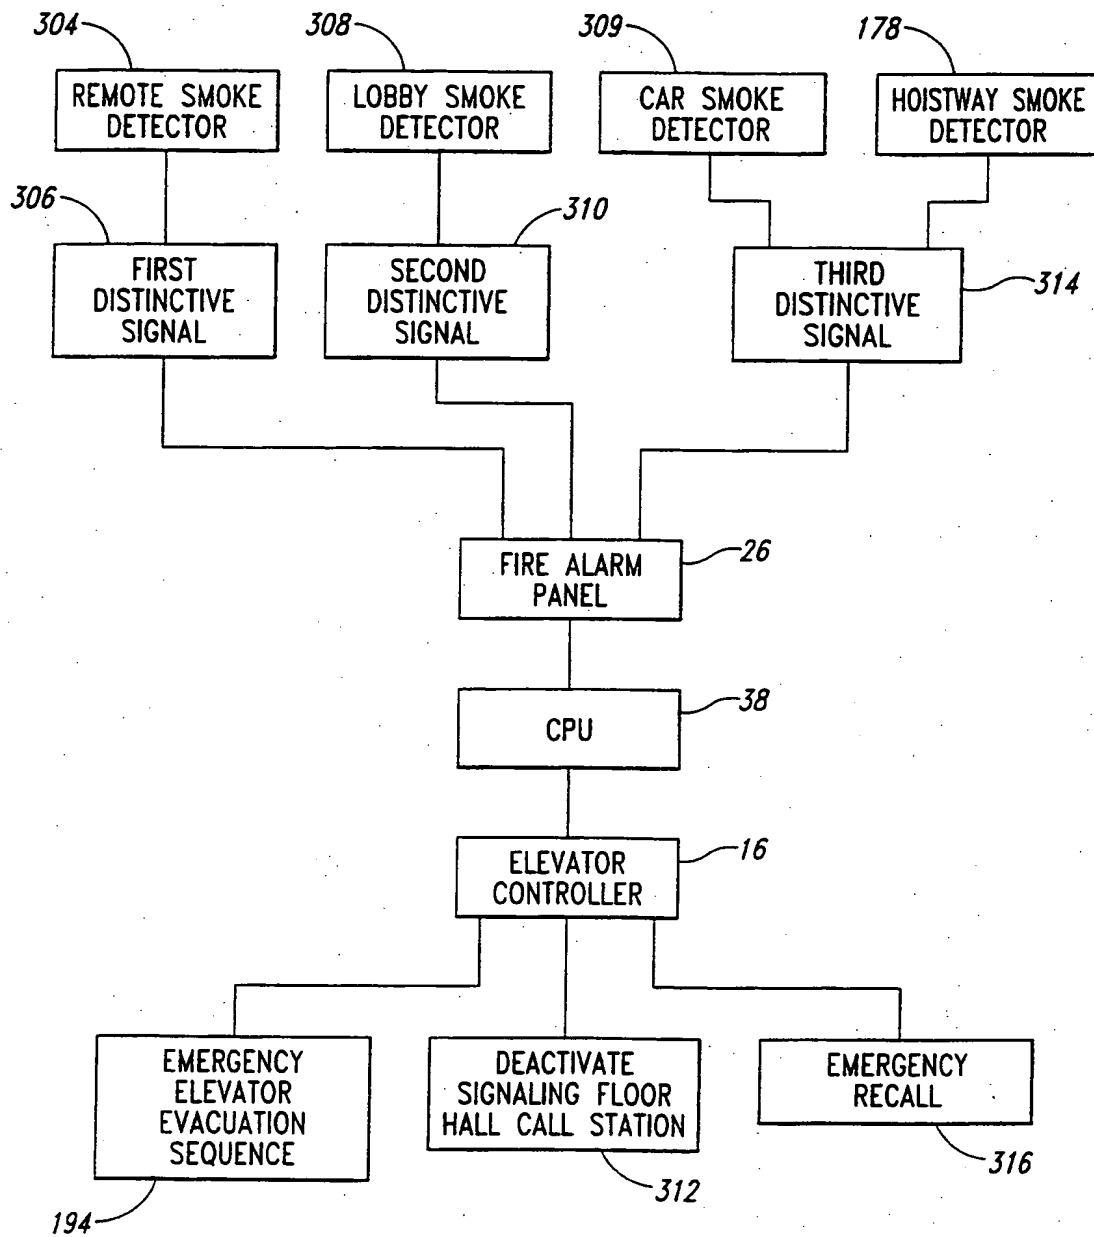 304
308
309
178
REMOTE SMOKE
DETECTOR
LOBBY SMOKE
DETECTOR
CAR SMOKE
DETECTOR
HOISTWAY SMOKE
DETECTOR
306
310
314
FIRST
DISTINCTIVE
SIGNAL
SECOND
DISTINCTIVE
SIGNAL
THIRD
DISTINCTIVE
SIGNAL
FIRE ALARM
PANEL
26
CPU
38
ELEVATOR
CONTROLLER
16
EMERGENCY
ELEVATOR
EVACUATION
SEQUENCE
DEACTIVATE
SIGNALING FLOOR
HALL CALL STATION
EMERGENCY
RECALL
194
312
316